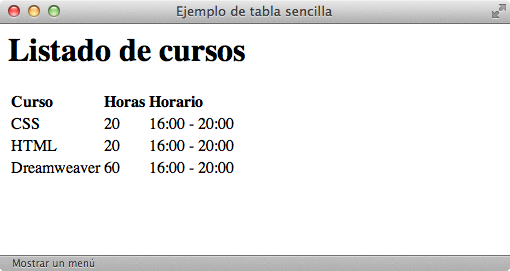 Ejemplo de tabla sencilla
Listado de cursos
Curso Horas Horario
CSS 20 16:00 - 20:00
HTML 20 16:00 - 20:00
Dreamweaver 60 16:00 - 20:00
Mostrar un menú